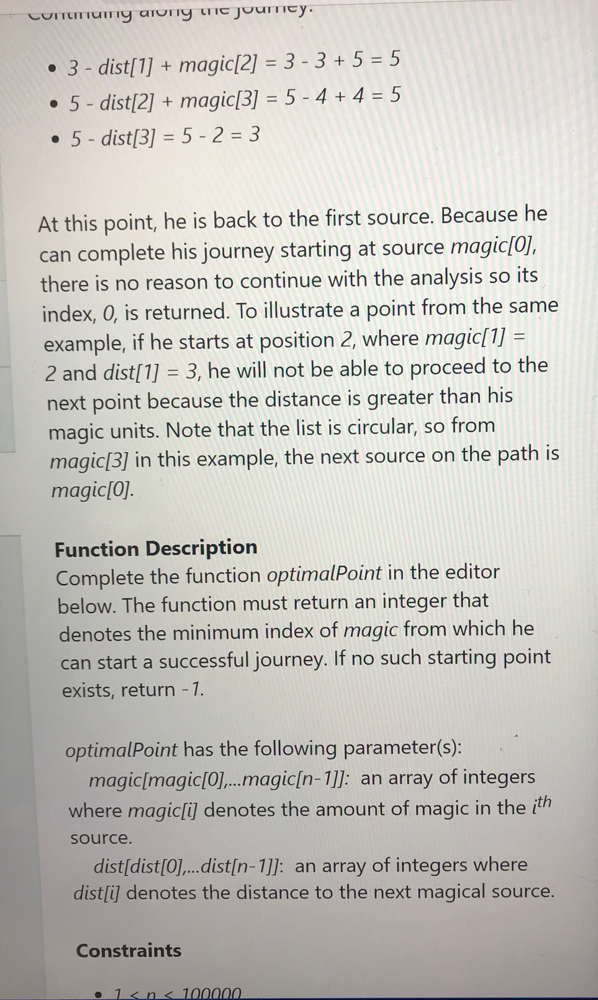 Continuing along the journey.
• 3 - dist[1] + magic[2] = 3 - 3 + 5 = 5
• 5 - dist[2] + magic[3] = 5 - 4 + 4 = 5
• 5 - dist[3] = 5 - 2 = 3
At this point, he is back to the first source. Because he
can complete his journey starting at source magic[0],
there is no reason to continue with the analysis so its
index, 0, is returned. To illustrate a point from the same
example, if he starts at position 2, where magic[1] =
2 and dist[1] = 3, he will not be able to proceed to the
next point because the distance is greater than his
magic units. Note that the list is circular, so from
magic[3] in this example, the next source on the path is
magic[0].
Function Description
Complete the function optimalPoint in the editor
below. The function must return an integer that
denotes the minimum index of magic from which he
can start a successful journey. If no such starting point
exists, return -1.
optimalPoint has the following parameter(s):
magic[magic[0],...magic[n-1]]: an array of integers
where magic[i] denotes the amount of magic in the ith
source.
dist[dist[0],...dist[n-1]]: an array of integers where
dist[i] denotes the distance to the next magical source.
Constraints
• 1 < n < 100000